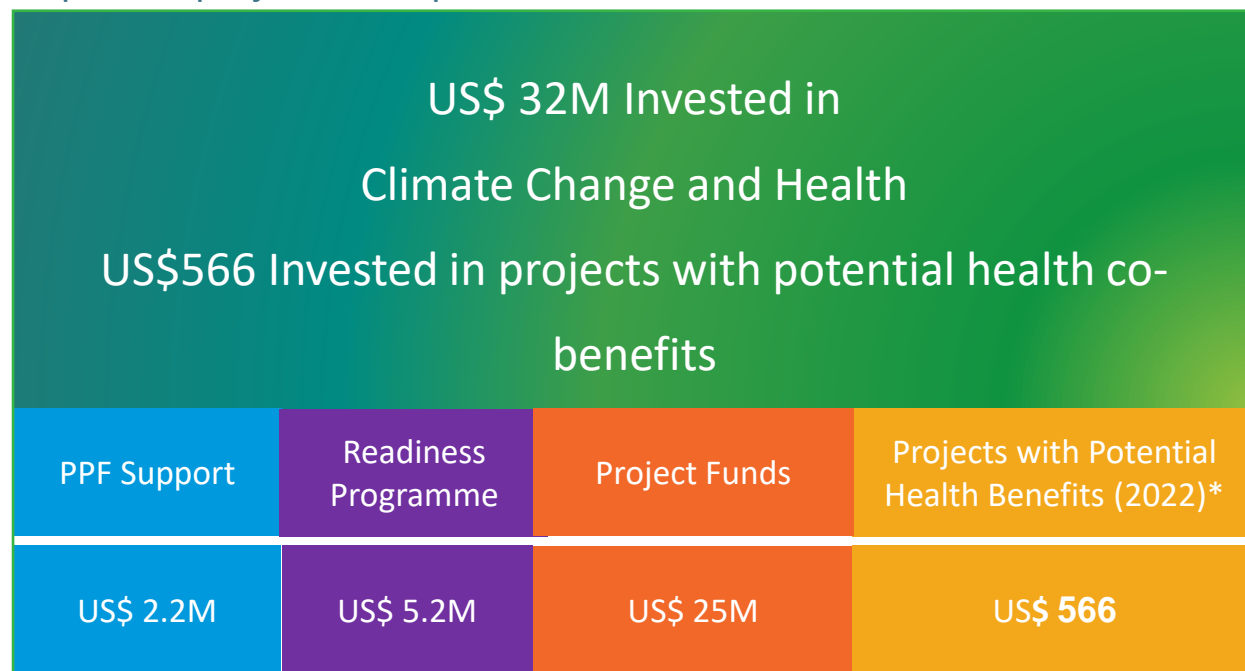 US$ 32M Invested in
Climate Change and Health
US$566 Invested in projects with potential health co-
benefits
PPF Support
Readiness
Programme
Project Funds
Projects with Potential
Health Benefits (2022)*
US$ 2.2M
US$ 5.2M
US$ 25M
US$ 566